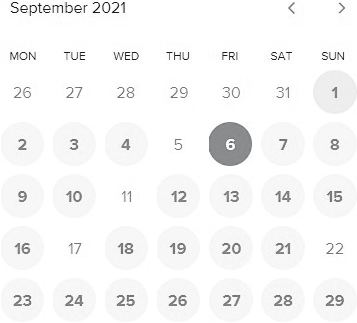 September 2021
MON TUE WED THU FRI SAT SUN
26 27 28 29 30 31 1
2 3 4 5 6 7 8
9 10 11 12 13 14 15
16 17 18 19 20 21 22
23 24 25 26 27 28 29